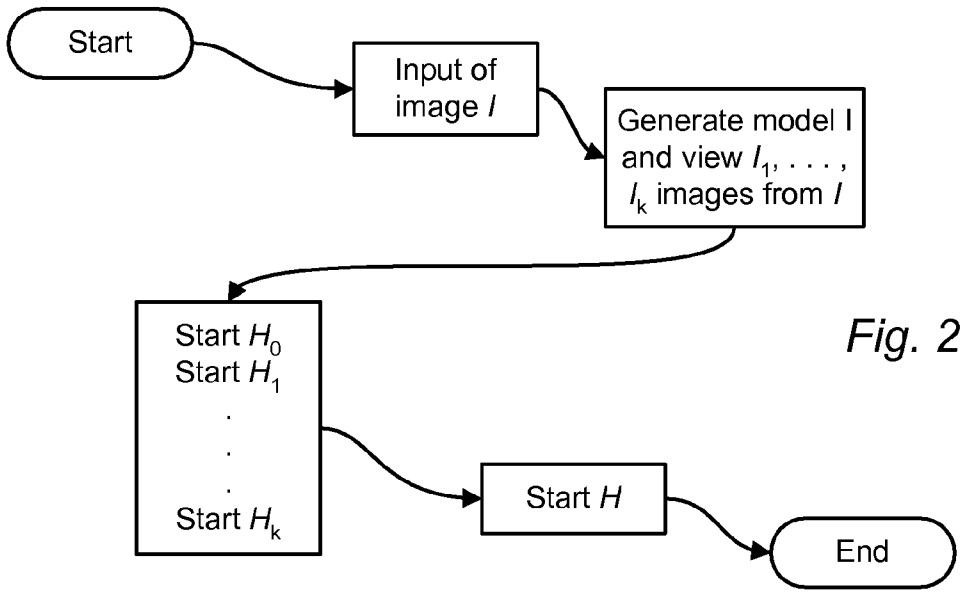 Start
Input of
image I
Generate model I
and view I₁, . . . ,
Iₖ images from I
Start H₀
Start H₁
.
.
.
Start Hₖ
Fig. 2
Start H
End